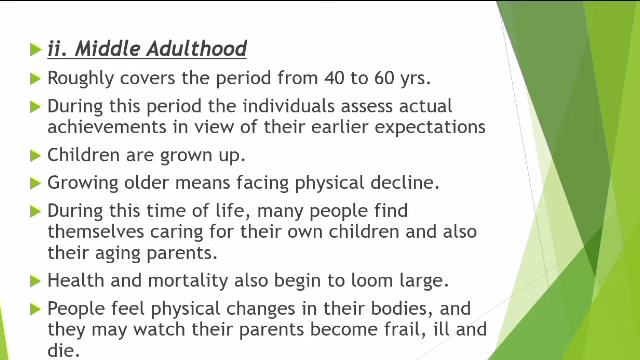 ii. Middle Adulthood
Roughly covers the period from 40 to 60 yrs.
During this period the individuals assess actual
achievements in view of their earlier expectations
Children are grown up.
Growing older means facing physical decline.
During this time of life, many people find
themselves caring for their own children and also
their aging parents.
Health and mortality also begin to loom large.
People feel physical changes in their bodies, and
they may watch their parents become frail, ill and
die.